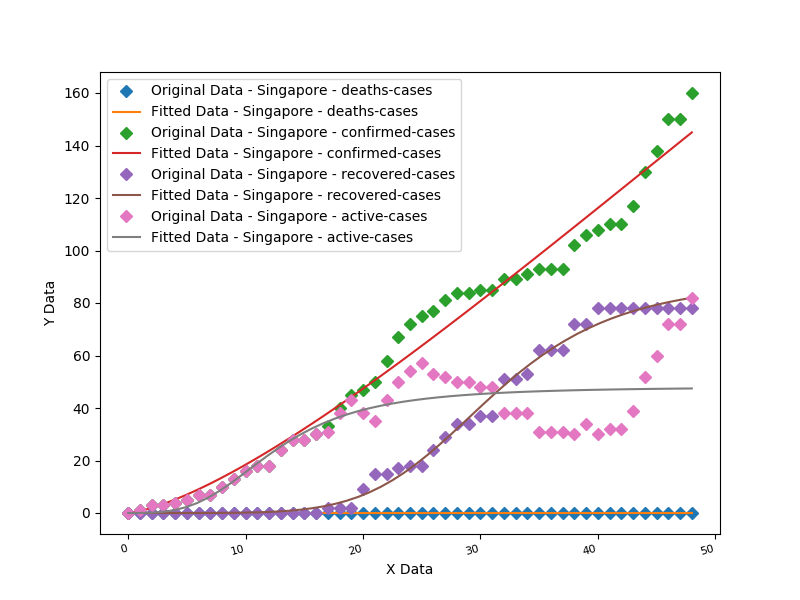 Original Data - Singapore - deaths-cases
Fitted Data - Singapore - deaths-cases
Original Data - Singapore - confirmed-cases
Fitted Data - Singapore - confirmed-cases
Original Data - Singapore - recovered-cases
Fitted Data - Singapore - recovered-cases
Original Data - Singapore - active-cases
Fitted Data - Singapore - active-cases
160
140
120
100
80
60
40
20
0
Y Data
0 10 20 30 40 50
X Data